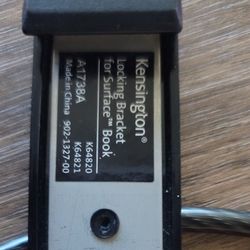 Kensington®
Locking Bracket
for Surface™ Book
A1738A K64820
K64821
Made in China 902-1327-00